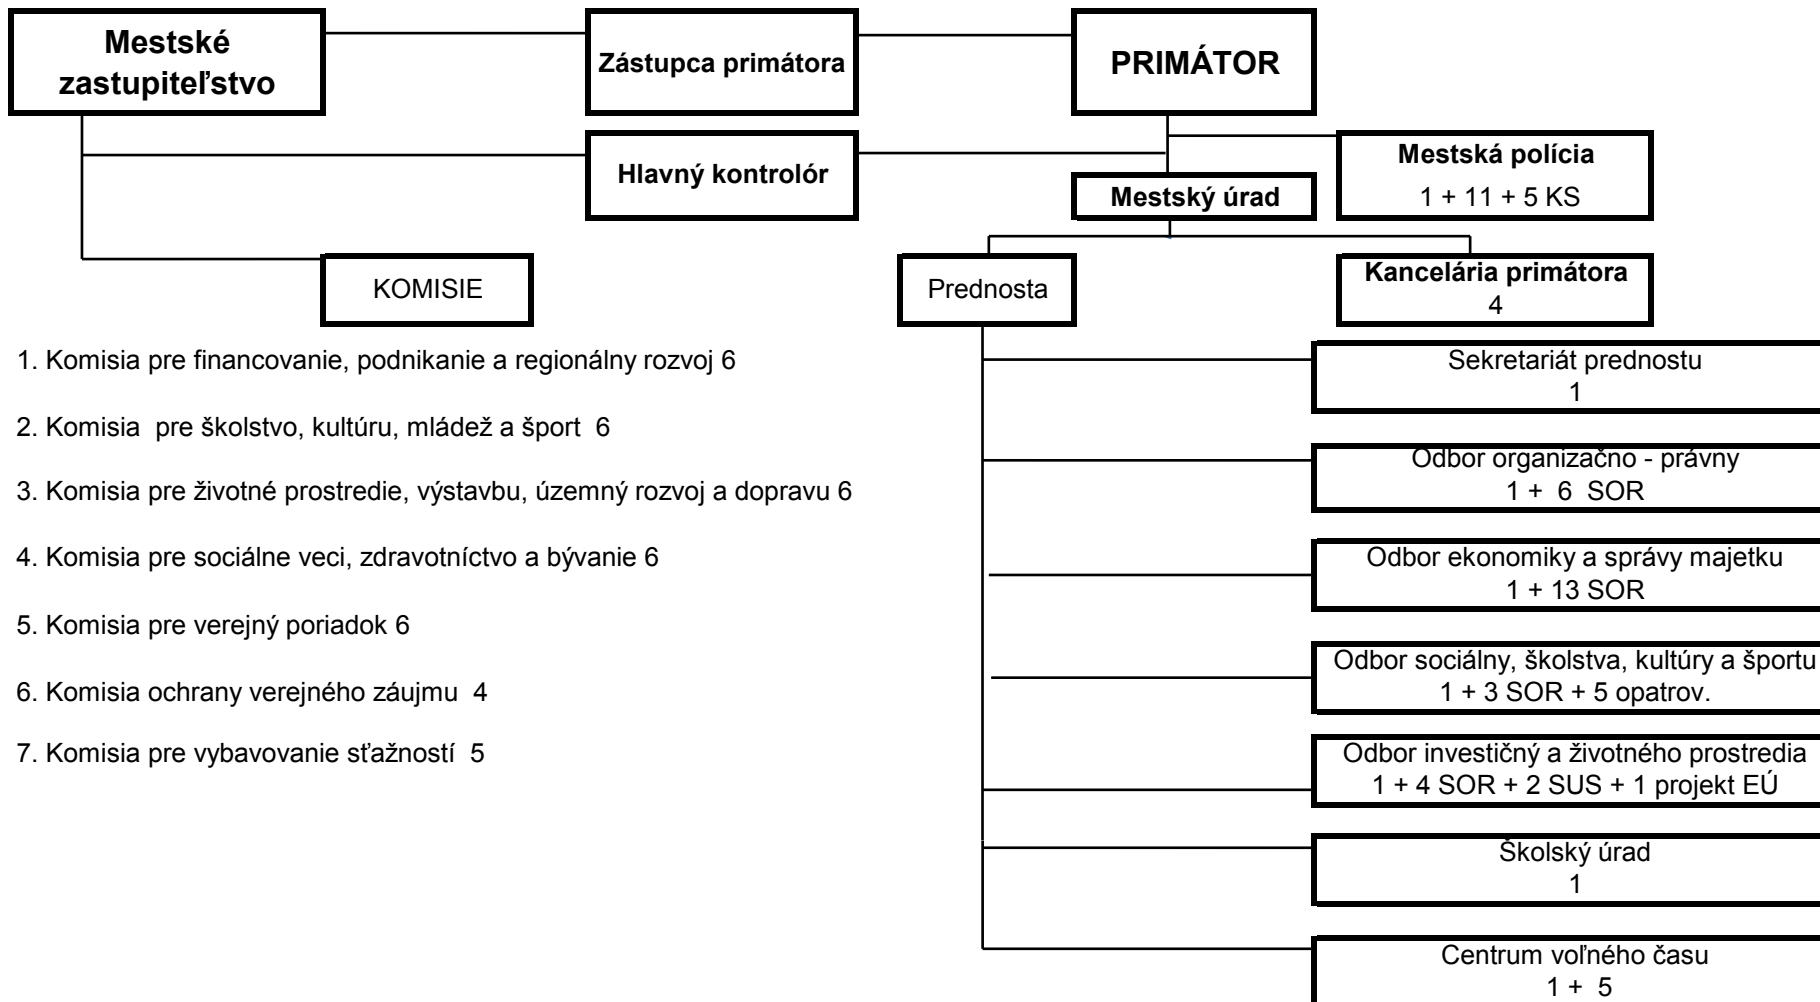 Mestské
zastupiteľstvo
Zástupca primátora
PRIMÁTOR
Hlavný kontrolór
Mestská polícia
1 + 11 + 5 KS
Mestský úrad
KOMISIE
Prednosta
Kancelária primátora
4
1. Komisia pre financovanie, podnikanie a regionálny rozvoj 6
2. Komisia  pre školstvo, kultúru, mládež a šport  6
3. Komisia pre životné prostredie, výstavbu, územný rozvoj a dopravu 6
4. Komisia pre sociálne veci, zdravotníctvo a bývanie 6
5. Komisia pre verejný poriadok 6
6. Komisia ochrany verejného záujmu  4
7. Komisia pre vybavovanie sťažností  5
Sekretariát prednostu
1
Odbor organizačno - právny
1 +  6  SOR
Odbor ekonomiky a správy majetku
1 + 13 SOR
Odbor sociálny, školstva, kultúry a športu
1 + 3 SOR + 5 opatrov.
Odbor investičný a životného prostredia
1 + 4 SOR + 2 SUS + 1 projekt EÚ
Školský úrad
1
Centrum voľného času
1 +  5